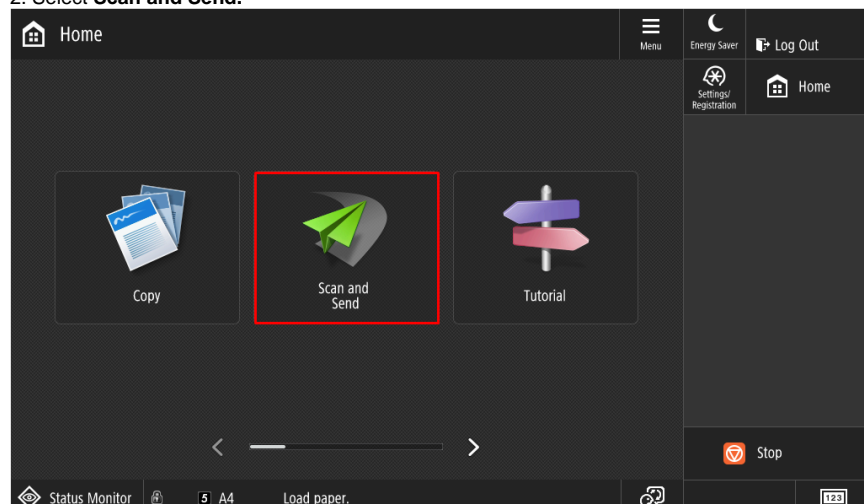 2. Select Scan and Send.
Home
Menu
Energy Saver
Log Out
Settings/
Registration
Home
Copy
Scan and
Send
Tutorial
Stop
Status Monitor
5 A4
Load paper.
123